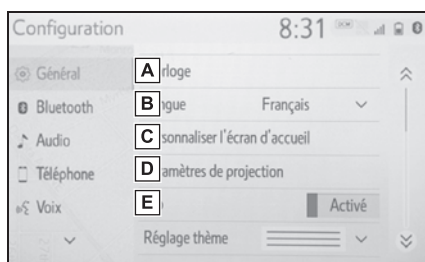 Configuration 8:31
Général
Bluetooth
Audio
Téléphone
Voix
A rloge
B ngue Français
C sonnaliser l'écran d'accueil
D amètres de projection
E Activé
Réglage thème